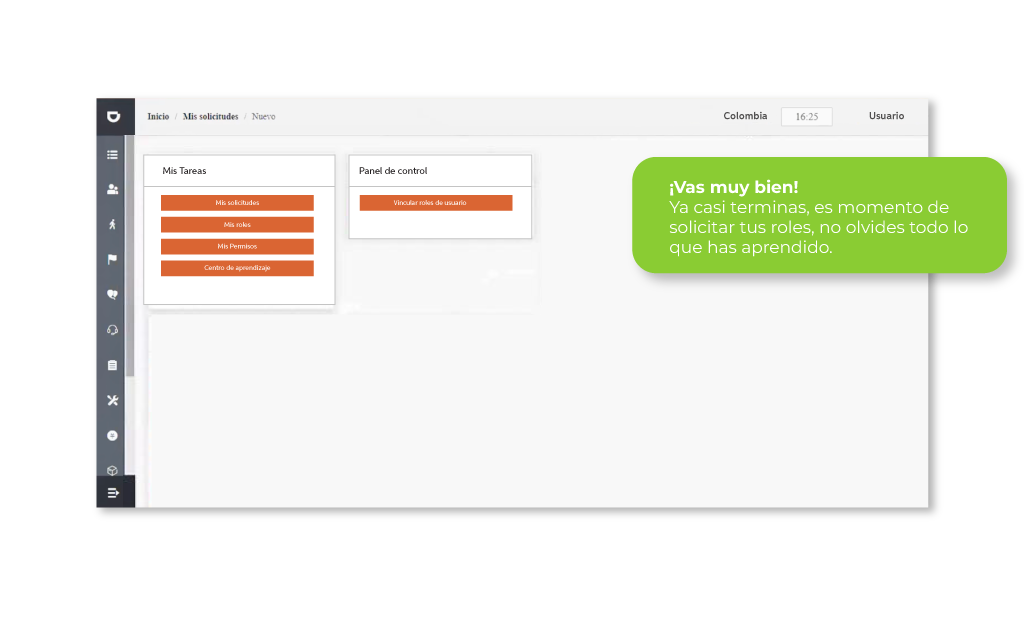 Inicio / Mis solicitudes / Nuevo
Colombia
16:25
Usuario
Mis Tareas
Mis solicitudes
Mis roles
Mis Permisos
Centro de aprendizaje
Panel de control
Vincular roles de usuario
¡Vas muy bien!
Ya casi terminas, es momento de
solicitar tus roles, no olvides todo lo
que has aprendido.